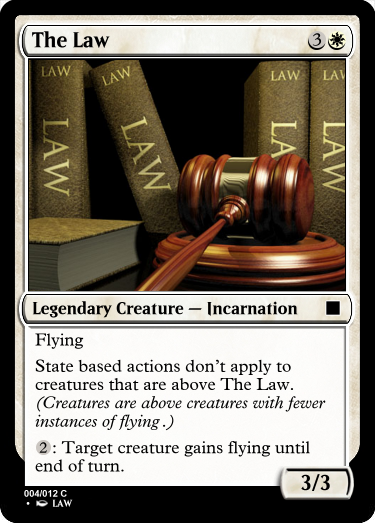 The Law 3
LAW LAW LAW LAW
LAW LAW LAW LAW
Legendary Creature — Incarnation
Flying
State based actions don't apply to
creatures that are above The Law.
(Creatures are above creatures with fewer
instances of flying.)
2: Target creature gains flying until
end of turn.
3/3
004/012 C
• LAW